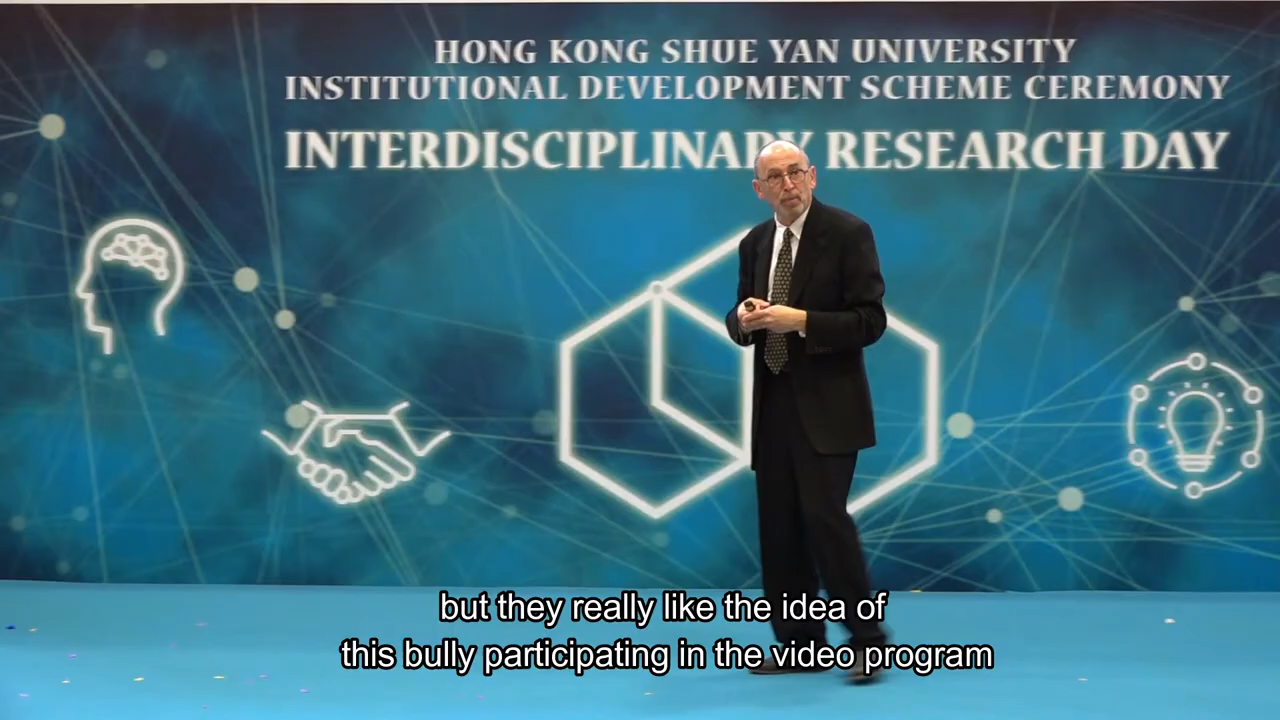 HONG KONG SHUE YAN UNIVERSITY
INSTITUTIONAL DEVELOPMENT SCHEME CEREMONY
INTERDISCIPLINARY RESEARCH DAY
but they really like the idea of
this bully participating in the video program